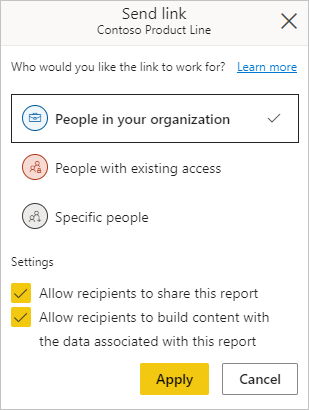 Send link
Contoso Product Line
Who would you like the link to work for? Learn more
People in your organization
People with existing access
Specific people
Settings
Allow recipients to share this report
Allow recipients to build content with
the data associated with this report
Apply Cancel